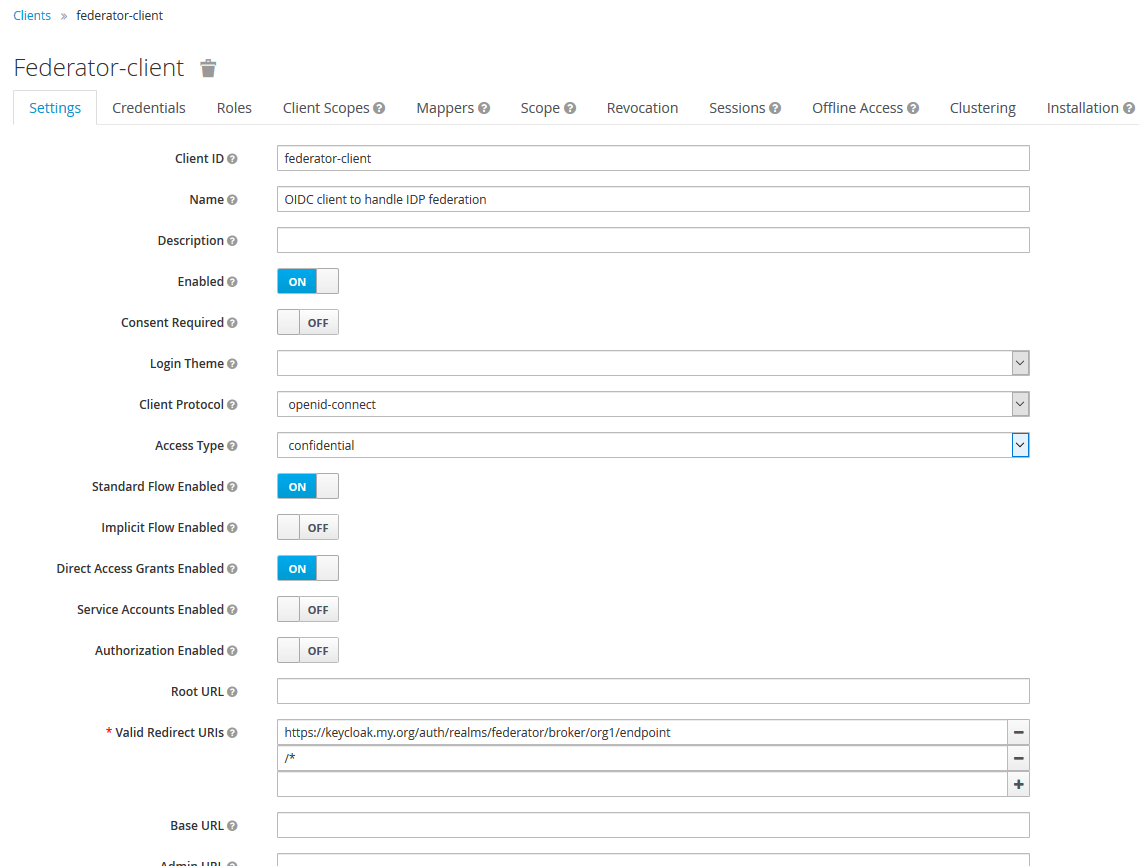 Clients » federator-client
Federator-client
Settings Credentials Roles Client Scopes Mappers Scope Revocation Sessions Offline Access Clustering Installation
Client ID federator-client
Name OIDC client to handle IDP federation
Description
Enabled ON
Consent Required OFF
Login Theme
Client Protocol openid-connect
Access Type confidential
Standard Flow Enabled ON
Implicit Flow Enabled OFF
Direct Access Grants Enabled ON
Service Accounts Enabled OFF
Authorization Enabled OFF
Root URL
* Valid Redirect URIs https://keycloak.my.org/auth/realms/federator/broker/org1/endpoint
/*
Base URL
Admin URL